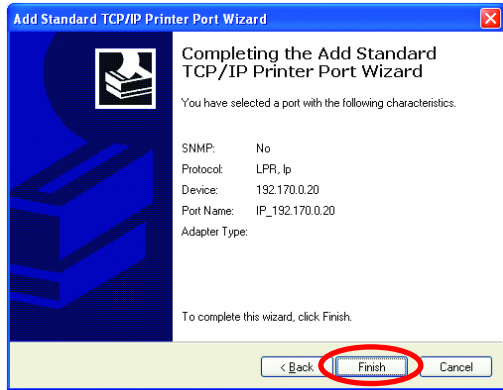 Add Standard TCP/IP Printer Port Wizard
Completing the Add Standard
TCP/IP Printer Port Wizard
You have selected a port with the following characteristics.
SNMP: No
Protocol: LPR, lp
Device: 192.170.0.20
Port Name: IP_192.170.0.20
Adapter Type:
To complete this wizard, click Finish.
< Back Finish Cancel